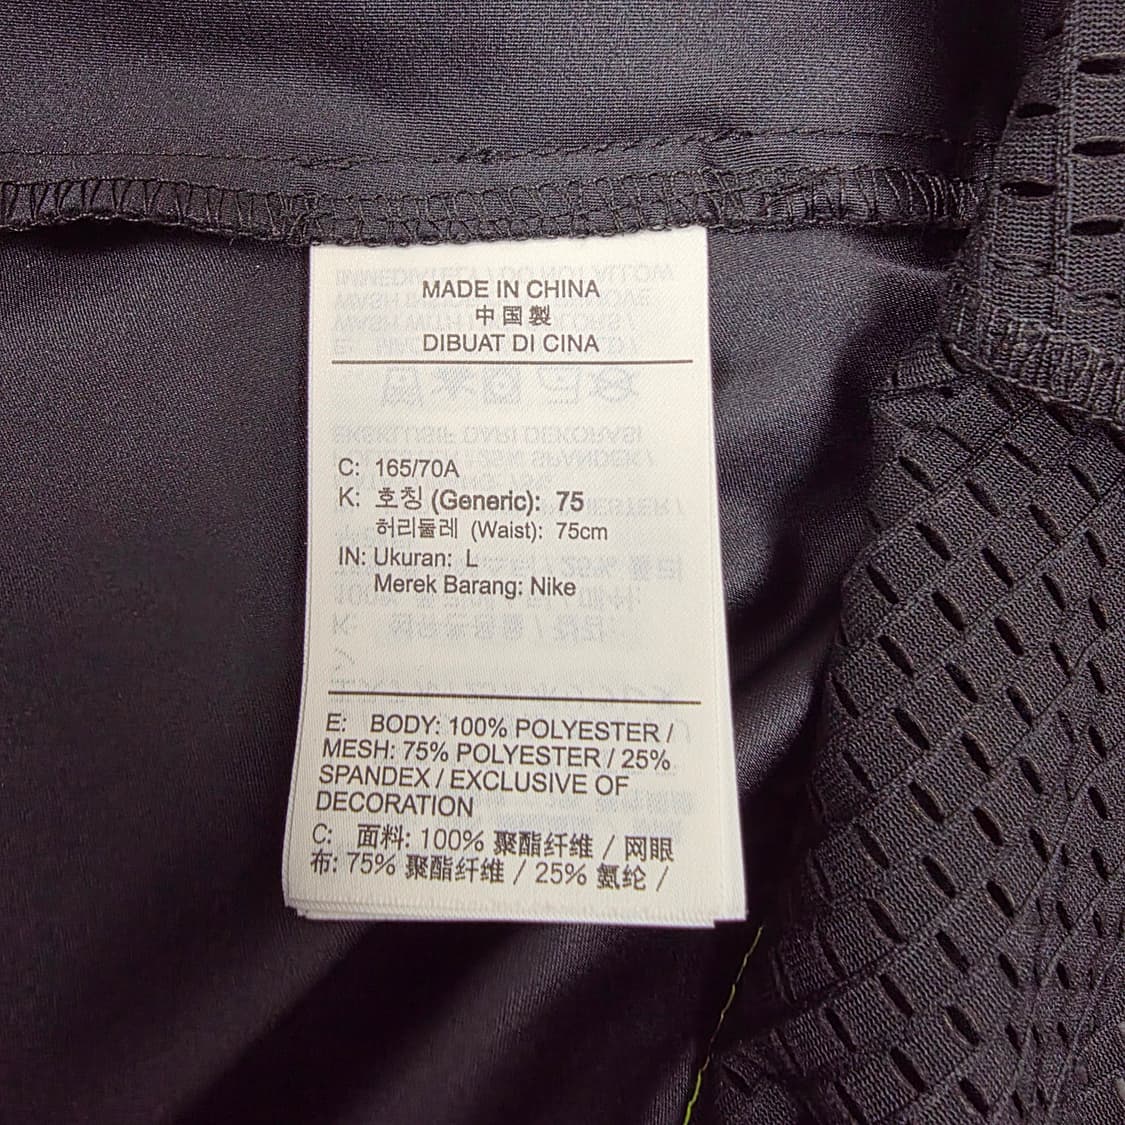 MADE IN CHINA
中国製
DIBUAT DI CINA
C: 165/70A
K: 호칭 (Generic): 75
허리둘레 (Waist): 75cm
IN: Ukuran: L
Merek Barang: Nike
E: BODY: 100% POLYESTER /
MESH: 75% POLYESTER / 25%
SPANDEX / EXCLUSIVE OF
DECORATION
C: 面料: 100% 聚酯纤维 / 网眼
布: 75% 聚酯纤维 / 25% 氨纶 /